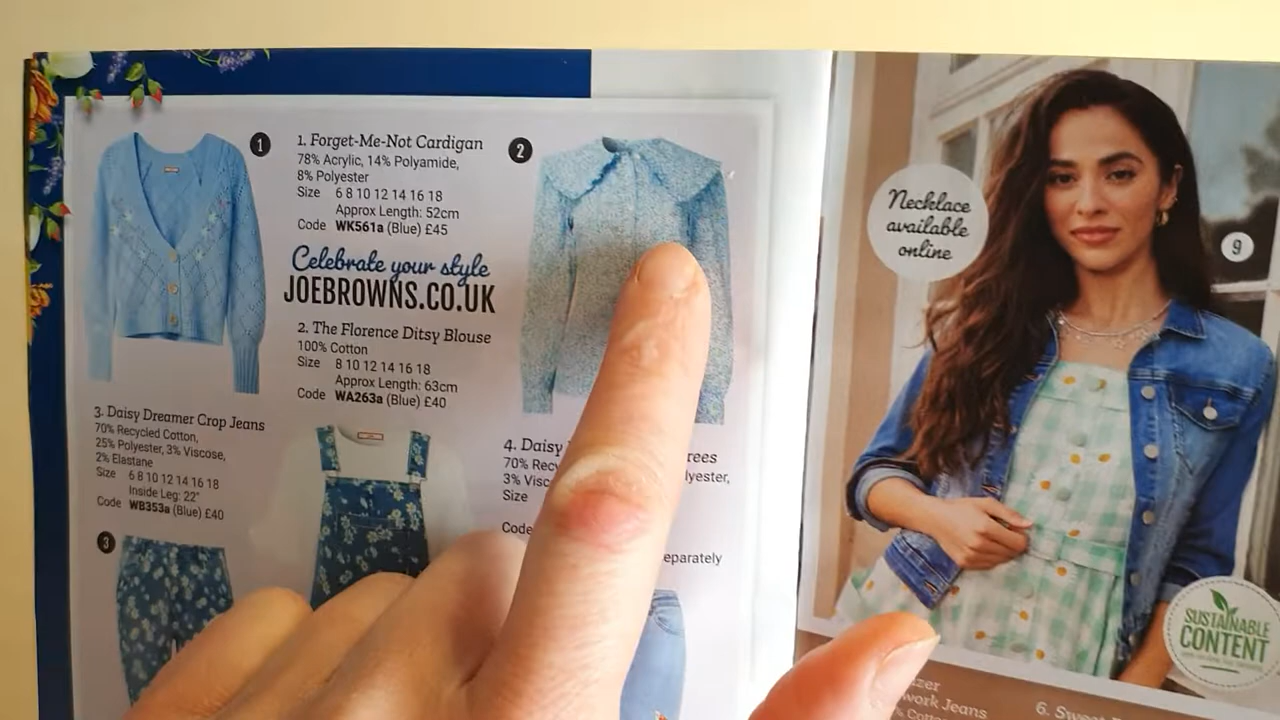 1
1. Forget-Me-Not Cardigan
78% Acrylic, 14% Polyamide,
8% Polyester
Size 6 8 10 12 14 16 18
Approx Length: 52cm
Code WK561a (Blue) £45
Celebrate your style
JOEBROWNS.CO.UK
2
2. The Florence Ditsy Blouse
100% Cotton
Size 8 10 12 14 16 18
Approx Length: 63cm
Code WA263a (Blue) £40
3. Daisy Dreamer Crop Jeans
70% Recycled Cotton,
25% Polyester, 3% Viscose,
2% Elastane
Size 6 8 10 12 14 16 18
Inside Leg: 22"
Code WB353a (Blue) £40
3
4. Daisy
70%
3%
Size
Code
Necklace
available
online
9
SUSTAINABLE
CONTENT
Jeans
6. Sweet